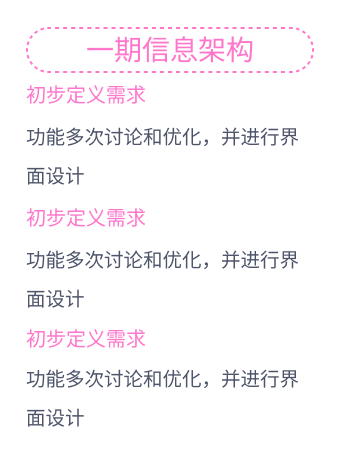 一期信息架构
初步定义需求
功能多次讨论和优化，并进行界
面设计
初步定义需求
功能多次讨论和优化，并进行界
面设计
初步定义需求
功能多次讨论和优化，并进行界
面设计